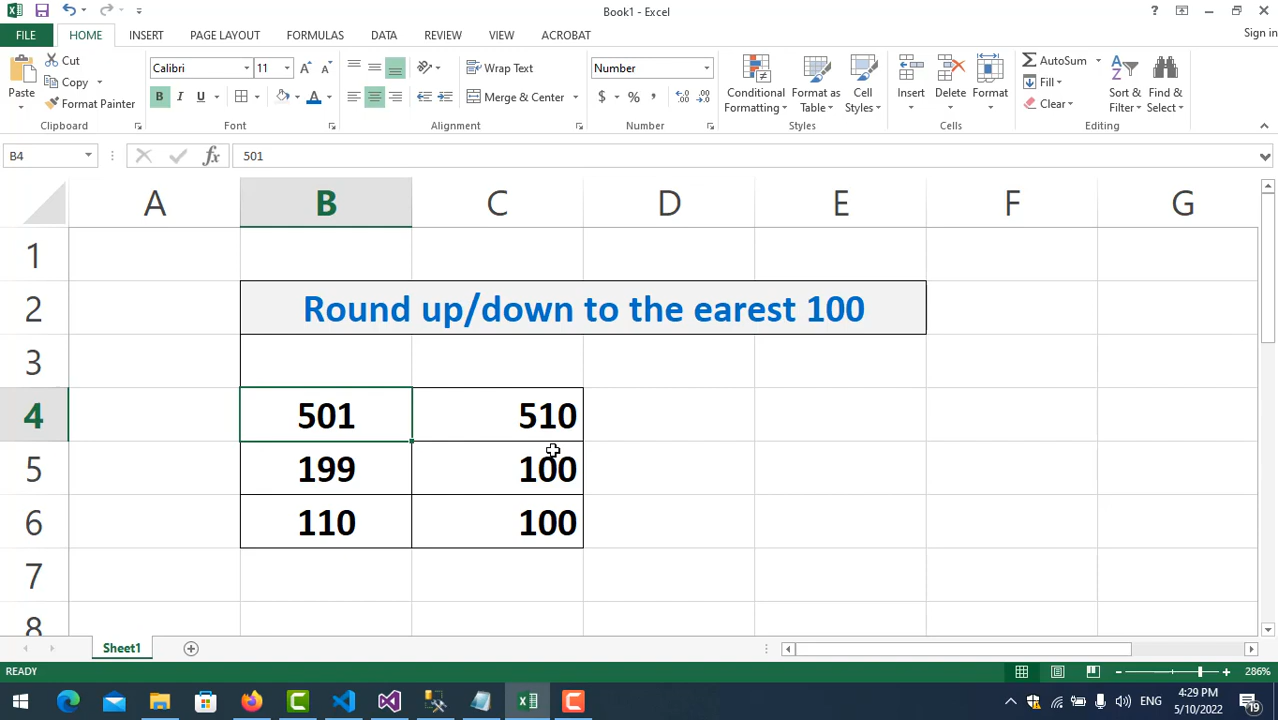 Book1 - Excel
Sign in
FILE HOME INSERT PAGE LAYOUT FORMULAS DATA REVIEW VIEW ACROBAT
Paste
Cut
Copy
Format Painter
Clipboard
Calibri 11
B I U
Font
Wrap Text
Merge & Center
Alignment
Number
$ % ,
Number
Conditional Formatting
Format as Table
Cell Styles
Styles
Insert Delete Format
Cells
AutoSum
Fill
Clear
Sort & Filter
Find & Select
Editing
B4 fx 501
A B C D E F G
1
2 Round up/down to the earest 100
3
4 501 510
5 199 100
6 110 100
7
8
Sheet1
READY 286%
ENG 4:29 PM 5/10/2022 19